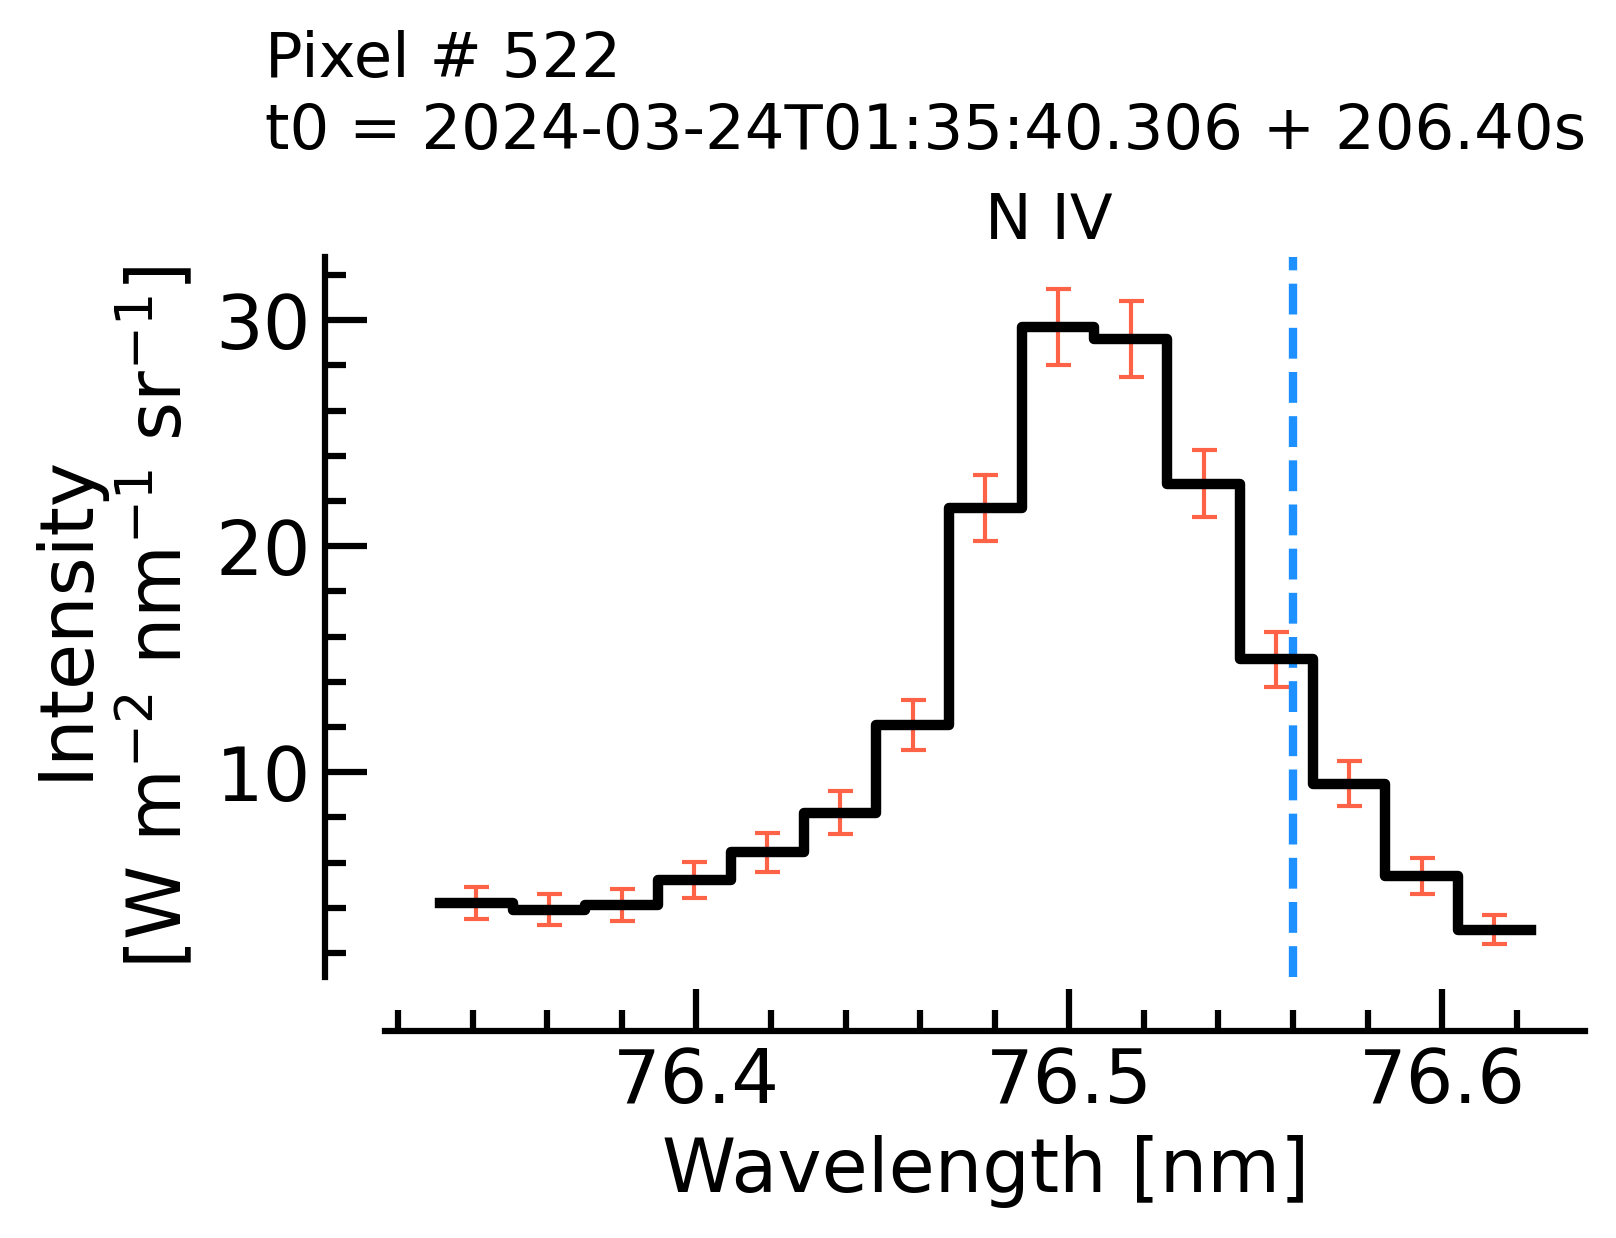 Pixel # 522
t0 = 2024-03-24T01:35:40.306 + 206.40s
N IV
Intensity
[W m⁻² nm⁻¹ sr⁻¹]
30
20
10
76.4 76.5 76.6
Wavelength [nm]